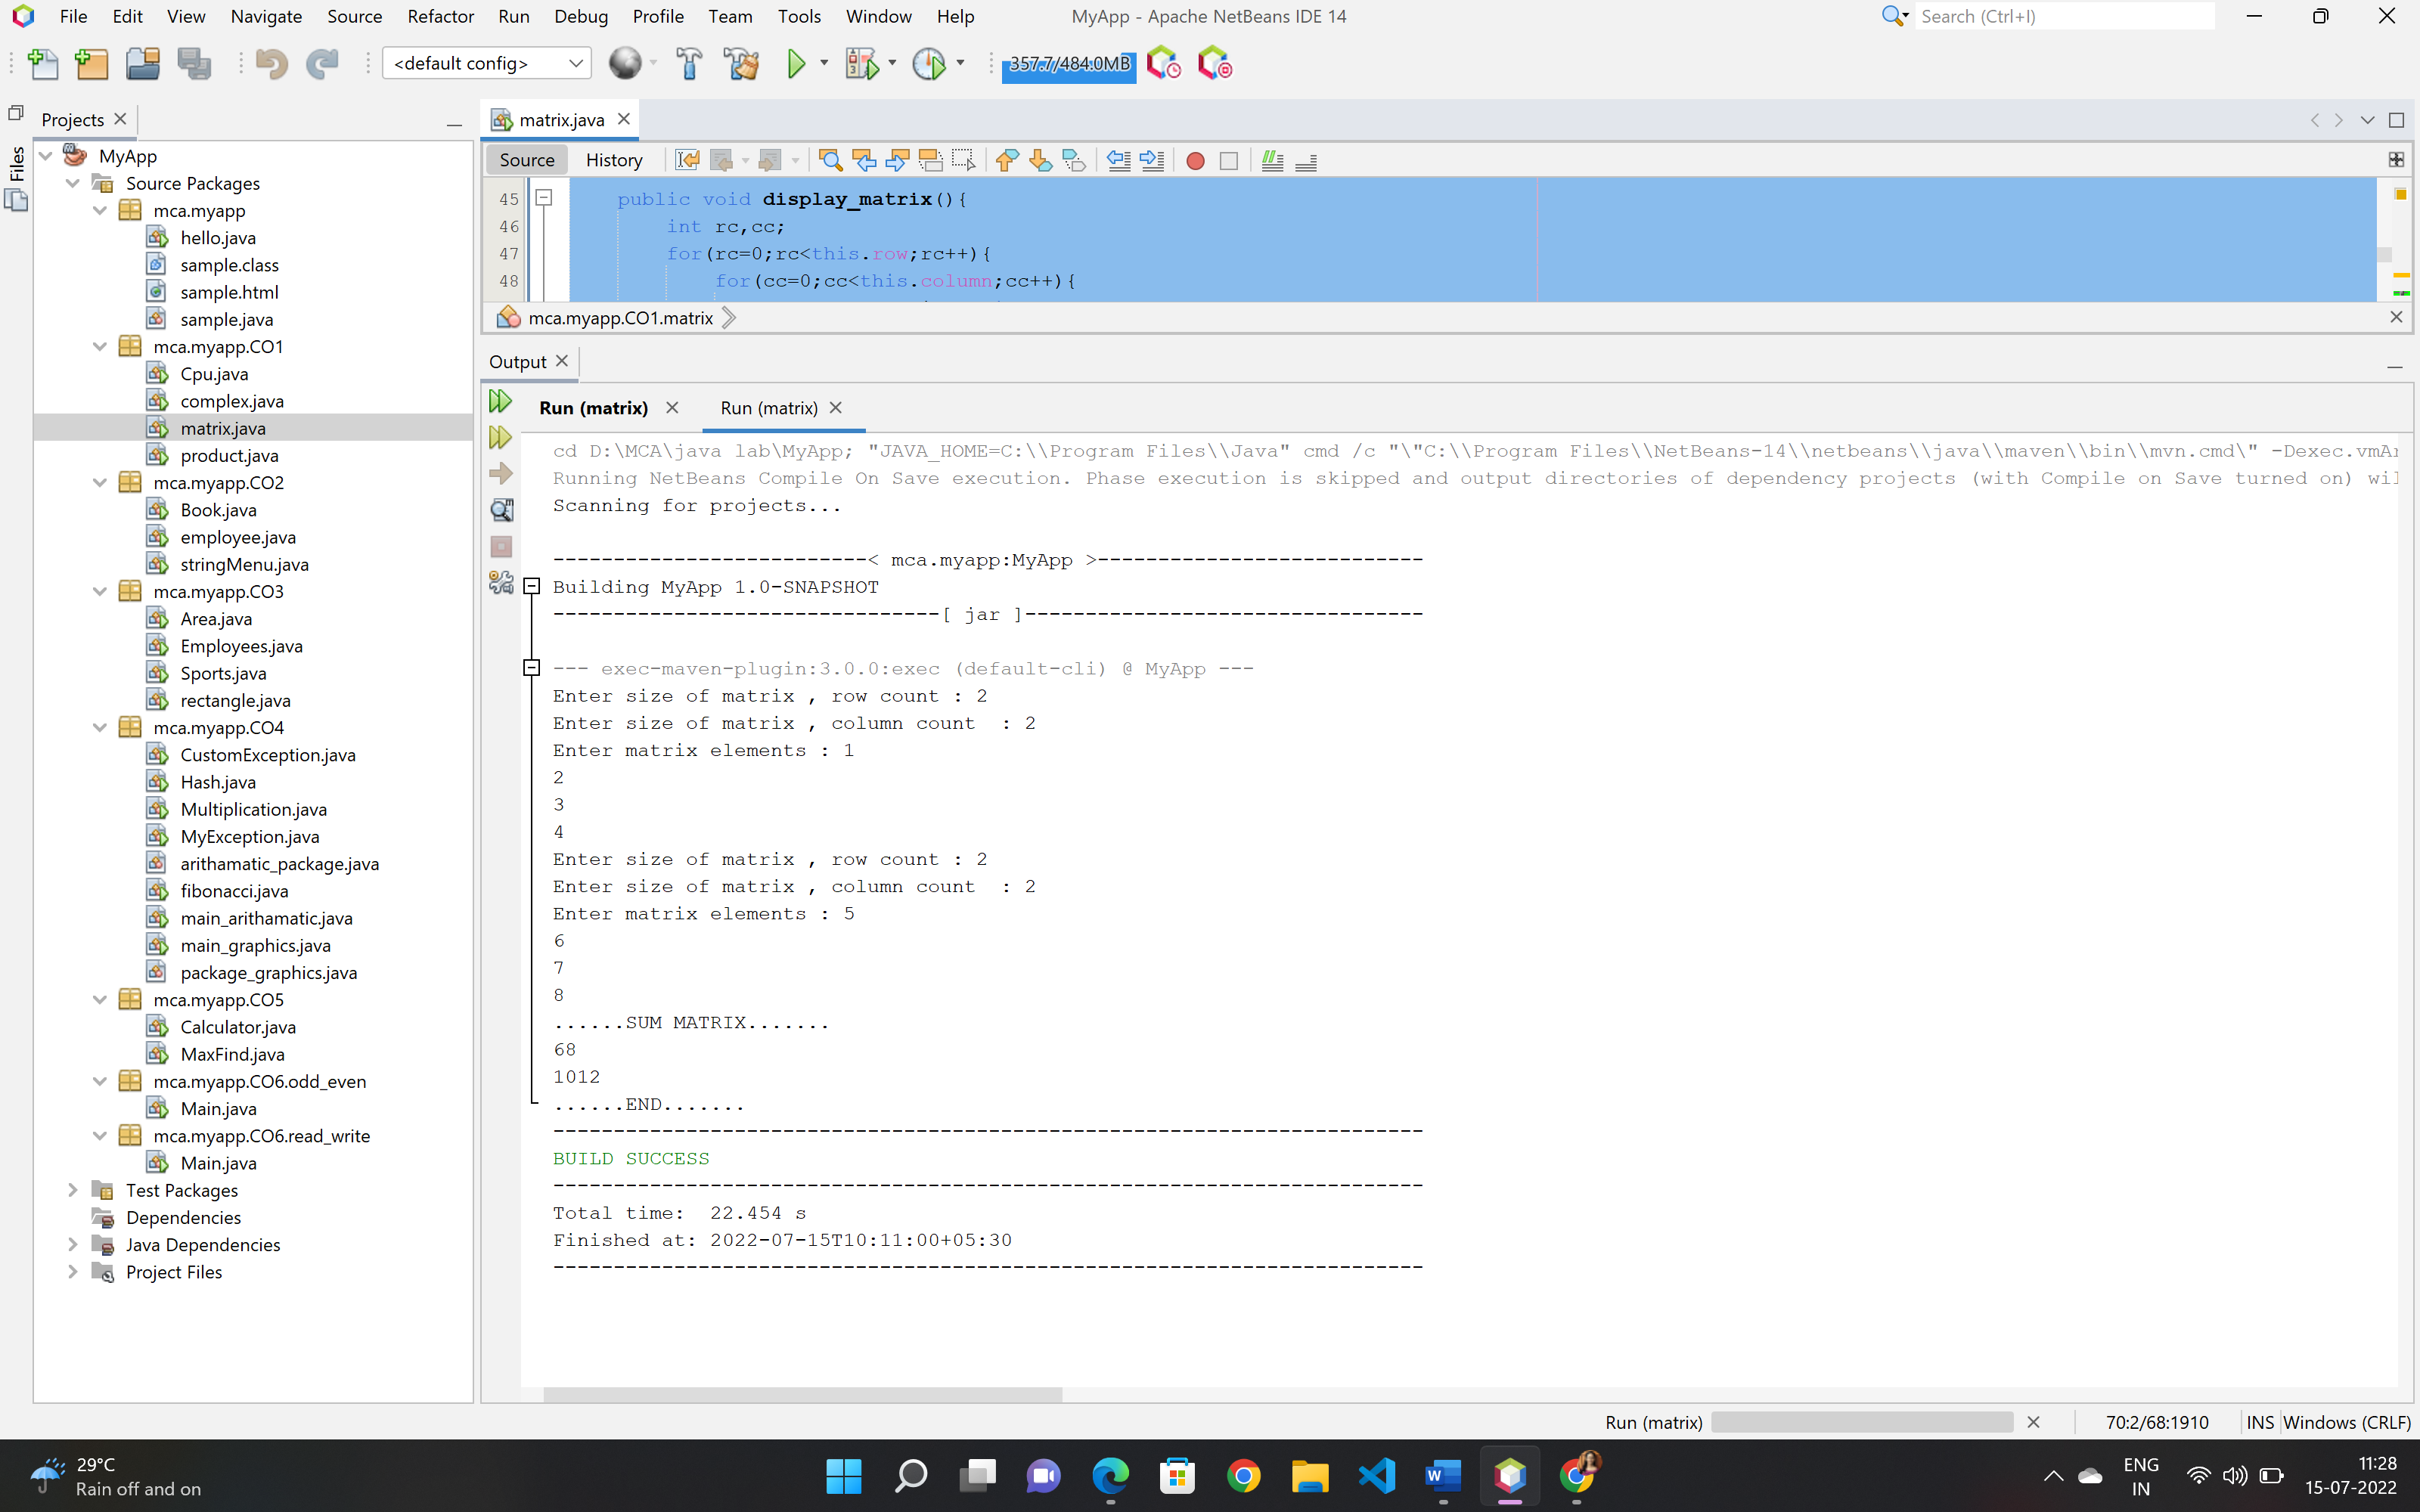 File Edit View Navigate Source Refactor Run Debug Profile Team Tools Window Help MyApp - Apache NetBeans IDE 14 Search (Ctrl+I)
<default config> 357.7/484.0MB
Files
Projects
MyApp
Source Packages
mca.myapp
hello.java
sample.class
sample.html
sample.java
mca.myapp.CO1
Cpu.java
complex.java
matrix.java
product.java
mca.myapp.CO2
Book.java
employee.java
stringMenu.java
mca.myapp.CO3
Area.java
Employees.java
Sports.java
rectangle.java
mca.myapp.CO4
CustomException.java
Hash.java
Multiplication.java
MyException.java
arithamatic_package.java
fibonacci.java
main_arithamatic.java
main_graphics.java
package_graphics.java
mca.myapp.CO5
Calculator.java
MaxFind.java
mca.myapp.CO6.odd_even
Main.java
mca.myapp.CO6.read_write
Main.java
Test Packages
Dependencies
Java Dependencies
Project Files
matrix.java
Source History
45 public void display_matrix(){
46 int rc,cc;
47 for(rc=0;rc<this.row;rc++){
48 for(cc=0;cc<this.column;cc++){
mca.myapp.CO1.matrix
Output
Run (matrix) Run (matrix)
cd D:\MCA\java lab\MyApp; "JAVA_HOME=C:\\Program Files\\Java" cmd /c "\"C:\\Program Files\\NetBeans-14\\netbeans\\java\\maven\\bin\\mvn.cmd\" -Dexec.vmAr
Running NetBeans Compile On Save execution. Phase execution is skipped and output directories of dependency projects (with Compile on Save turned on) wil
Scanning for projects...
--------------------------< mca.myapp:MyApp >---------------------------
Building MyApp 1.0-SNAPSHOT
--------------------------------[ jar ]---------------------------------
--- exec-maven-plugin:3.0.0:exec (default-cli) @ MyApp ---
Enter size of matrix , row count : 2
Enter size of matrix , column count  : 2
Enter matrix elements : 1
2
3
4
Enter size of matrix , row count : 2
Enter size of matrix , column count  : 2
Enter matrix elements : 5
6
7
8
......SUM MATRIX.......
68
1012
......END.......
------------------------------------------------------------------------
BUILD SUCCESS
------------------------------------------------------------------------
Total time:  22.454 s
Finished at: 2022-07-15T10:11:00+05:30
------------------------------------------------------------------------
Run (matrix) 70:2/68:1910 INS Windows (CRLF)
29°C
Rain off and on
ENG
IN
11:28
15-07-2022